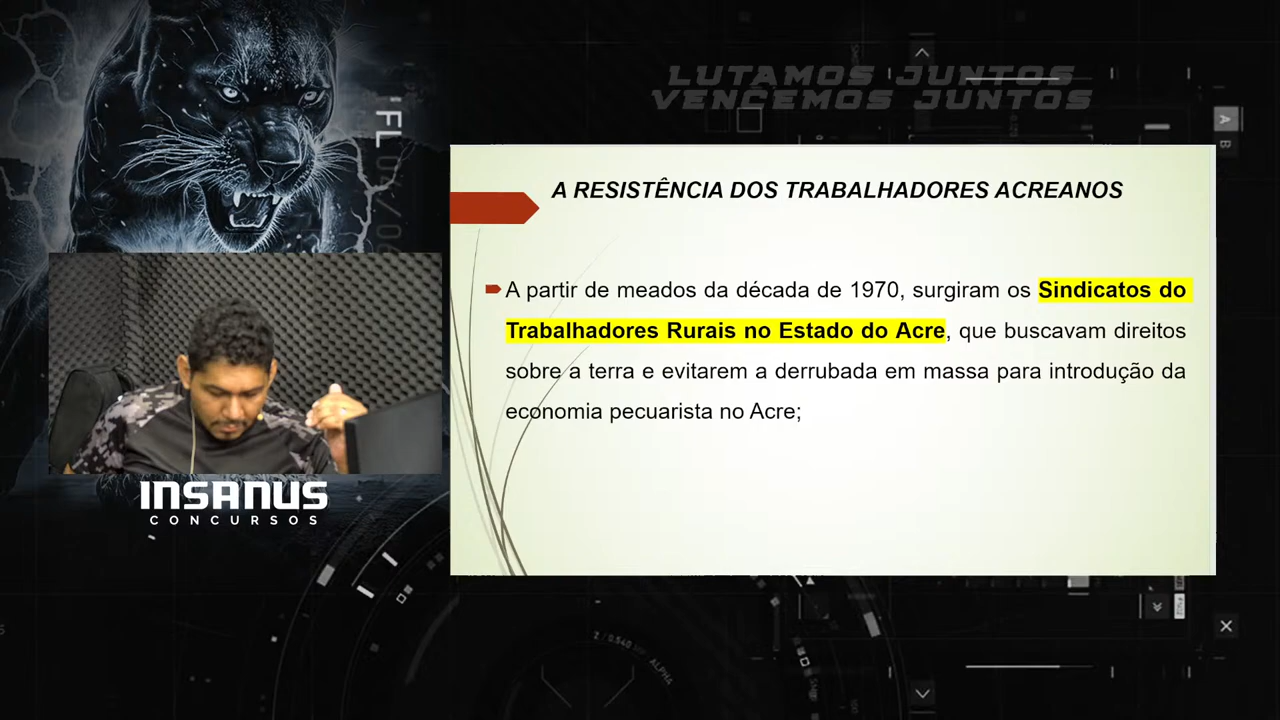 LUTAMOS JUNTOS
VENCEMOS JUNTOS
FL
A
B
A RESISTÊNCIA DOS TRABALHADORES ACREANOS
A partir de meados da década de 1970, surgiram os Sindicatos do
Trabalhadores Rurais no Estado do Acre, que buscavam direitos
sobre a terra e evitarem a derrubada em massa para introdução da
economia pecuarista no Acre;
INSANUS
CONCURSOS